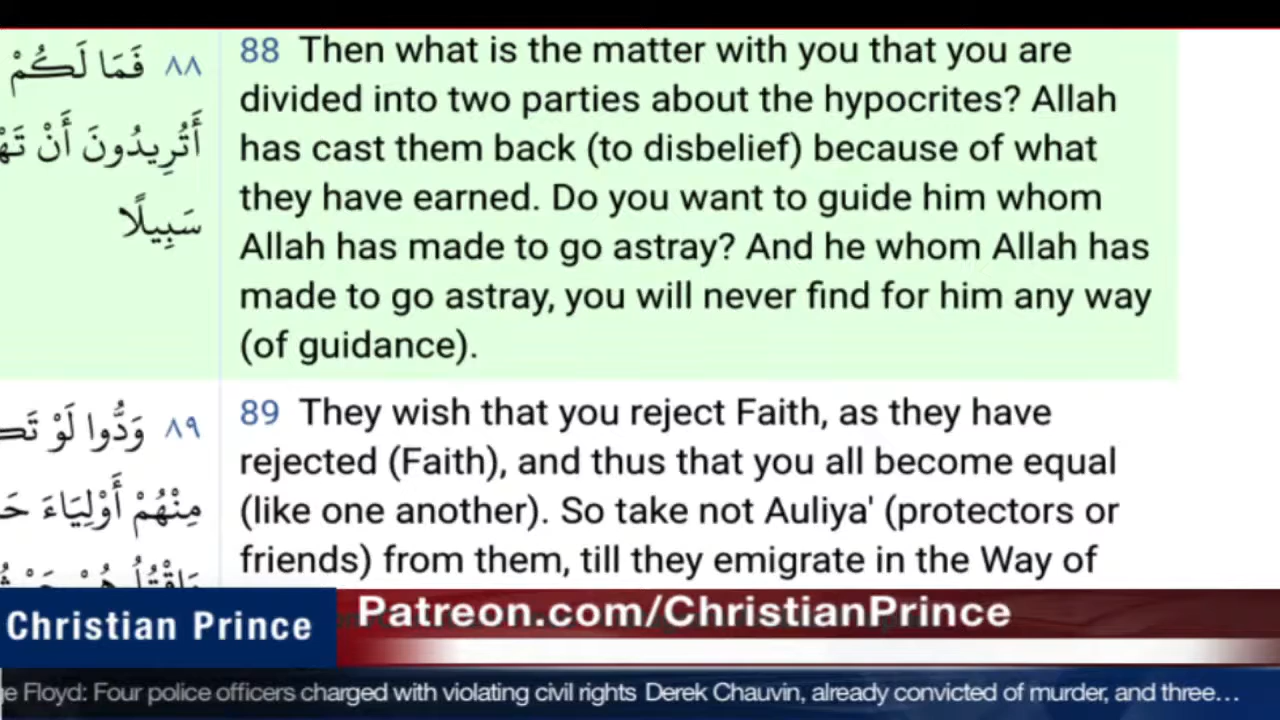 88 Then what is the matter with you that you are
divided into two parties about the hypocrites? Allah
has cast them back (to disbelief) because of what
they have earned. Do you want to guide him whom
Allah has made to go astray? And he whom Allah has
made to go astray, you will never find for him any way
(of guidance).
٨٨ فَمَا لَكُمْ
أَتُرِيدُونَ أَنْ
سَبِيلًا
89 They wish that you reject Faith, as they have
rejected (Faith), and thus that you all become equal
(like one another). So take not Auliya' (protectors or
friends) from them, till they emigrate in the Way of
٨٩ وَدُّوا لَوْ
مِنْهُمْ أَوْلِيَاءَ
Christian Prince
Patreon.com/ChristianPrince
Floyd: Four police officers charged with violating civil rights Derek Chauvin, already convicted of murder, and three…